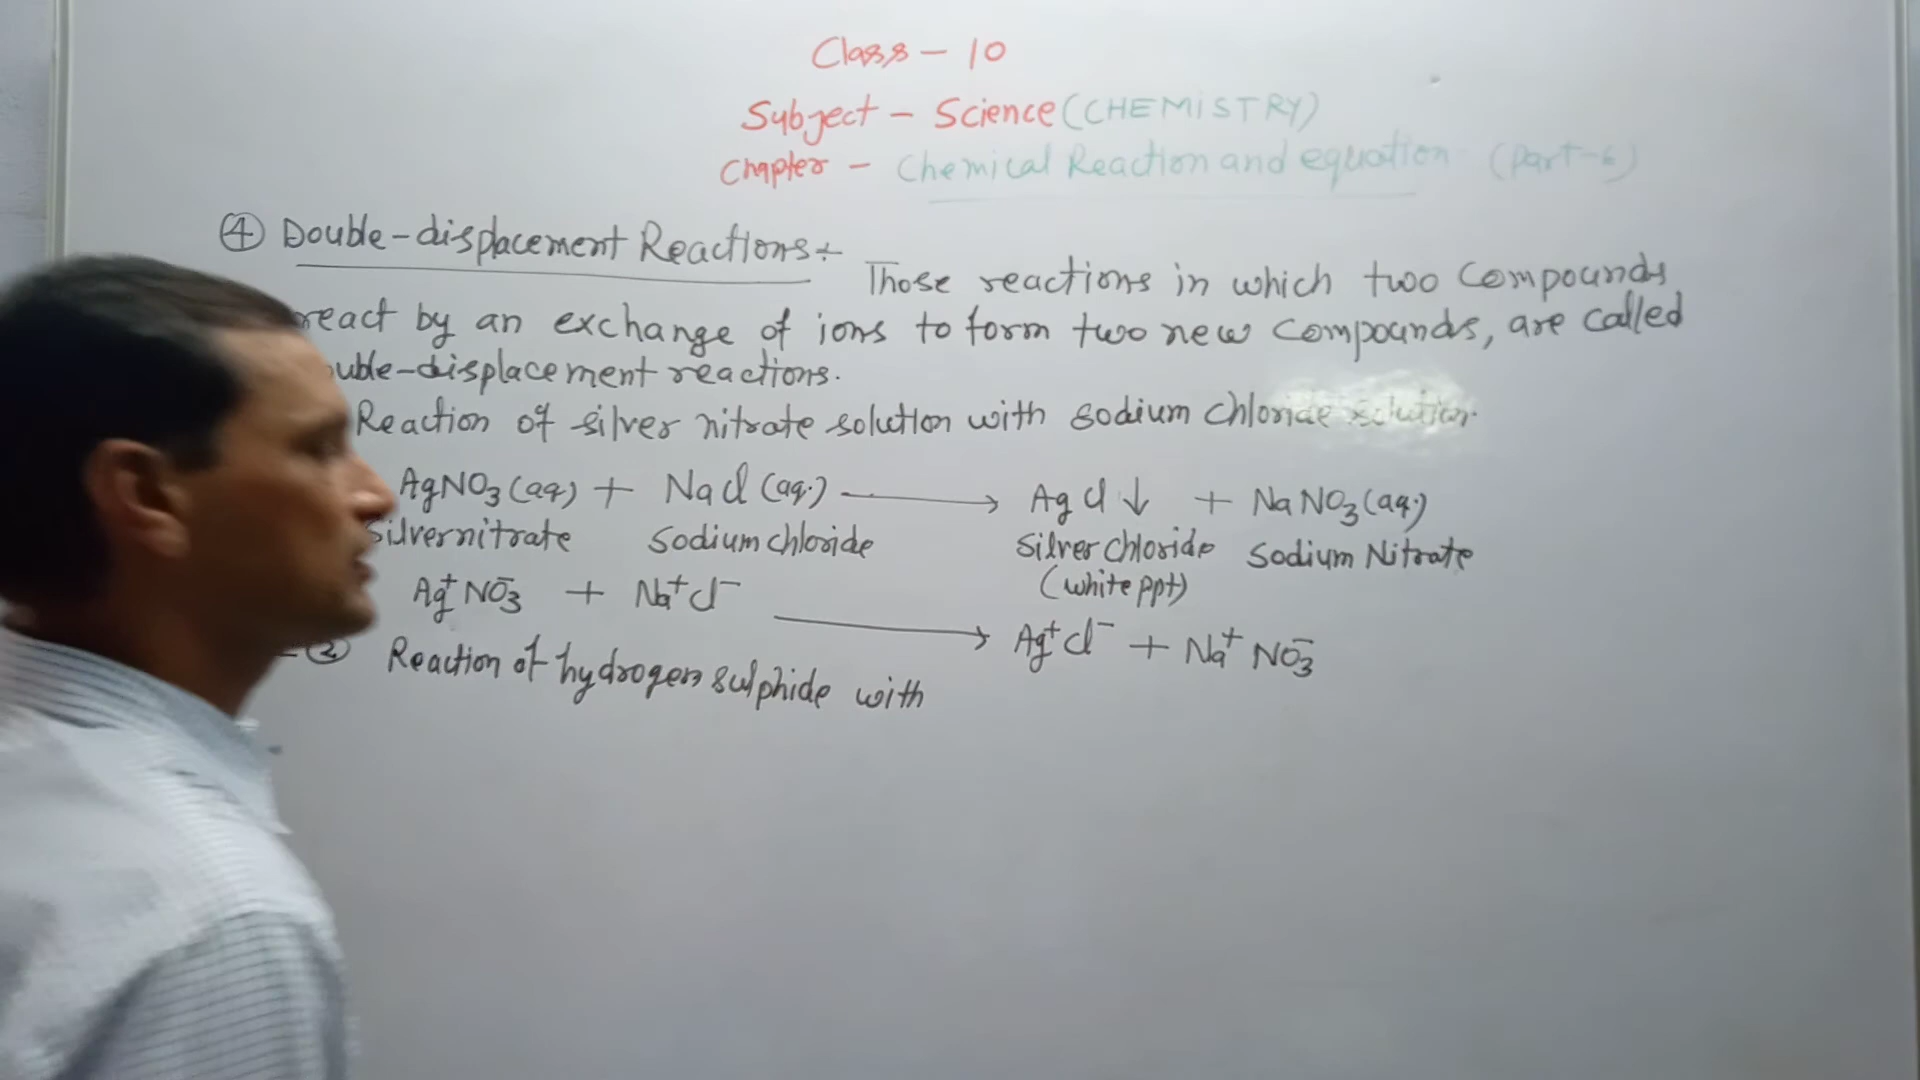 Class - 10
Subject - Science (CHEMISTRY)
Chapter - Chemical Reaction and equation (Part-6)
④ Double-displacement Reactions÷ Those reactions in which two compounds
react by an exchange of ions to form two new compounds, are called
uble-displacement reactions.
Reaction of silver nitrate solution with sodium chloride solution.
AgNO₃(aq) + NaCl (aq.) ⟶ AgCl ↓ + NaNO₃(aq.)
Silver nitrate Sodium chloride Silver chloride Sodium Nitrate
(white ppt)
Ag⁺NO₃⁻ + Na⁺Cl⁻ ⟶ Ag⁺Cl⁻ + Na⁺ NO₃⁻
② Reaction of hydrogen sulphide with